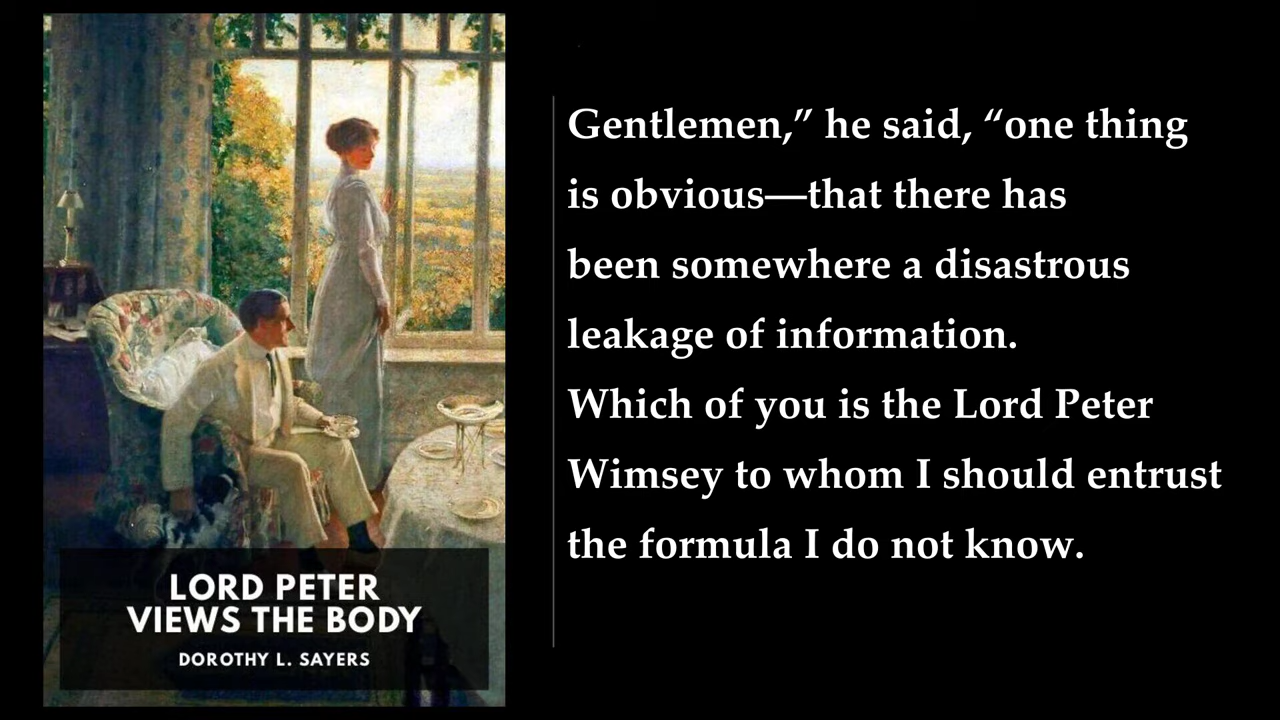 Gentlemen,” he said, “one thing
is obvious—that there has
been somewhere a disastrous
leakage of information.
Which of you is the Lord Peter
Wimsey to whom I should entrust
the formula I do not know.
LORD PETER
VIEWS THE BODY
DOROTHY L. SAYERS